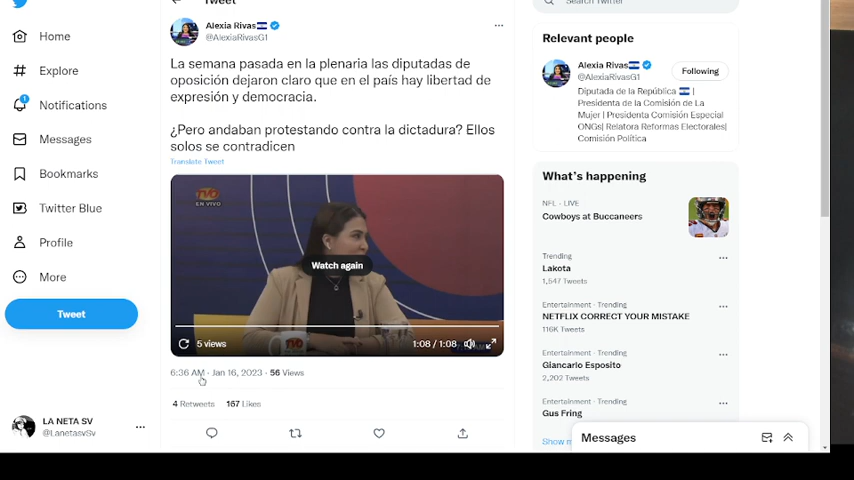 Tweet
Search Twitter
Home
Explore
1
Notifications
Messages
Bookmarks
Twitter Blue
Profile
More
Tweet
LA NETA SV
@LanetasvSv
Alexia Rivas
@AlexiaRivasG1
La semana pasada en la plenaria las diputadas de
oposición dejaron claro que en el país hay libertad de
expresión y democracia.
¿Pero andaban protestando contra la dictadura? Ellos
solos se contradicen
Translate Tweet
TVO
EN VIVO
Watch again
TVO
5 views
1:08 / 1:08
6:36 AM · Jan 16, 2023 · 56 Views
4 Retweets 167 Likes
Relevant people
Alexia Rivas
@AlexiaRivasG1
Following
Diputada de la República
Presidenta de la Comisión de La
Mujer | Presidenta Comisión Especial
ONGs| Relatora Reformas Electorales|
Comisión Política
What's happening
NFL · LIVE
Cowboys at Buccaneers
Trending
Lakota
1,547 Tweets
Entertainment · Trending
NETFLIX CORRECT YOUR MISTAKE
116K Tweets
Entertainment · Trending
Giancarlo Esposito
2,202 Tweets
Entertainment · Trending
Gus Fring
Show
Messages